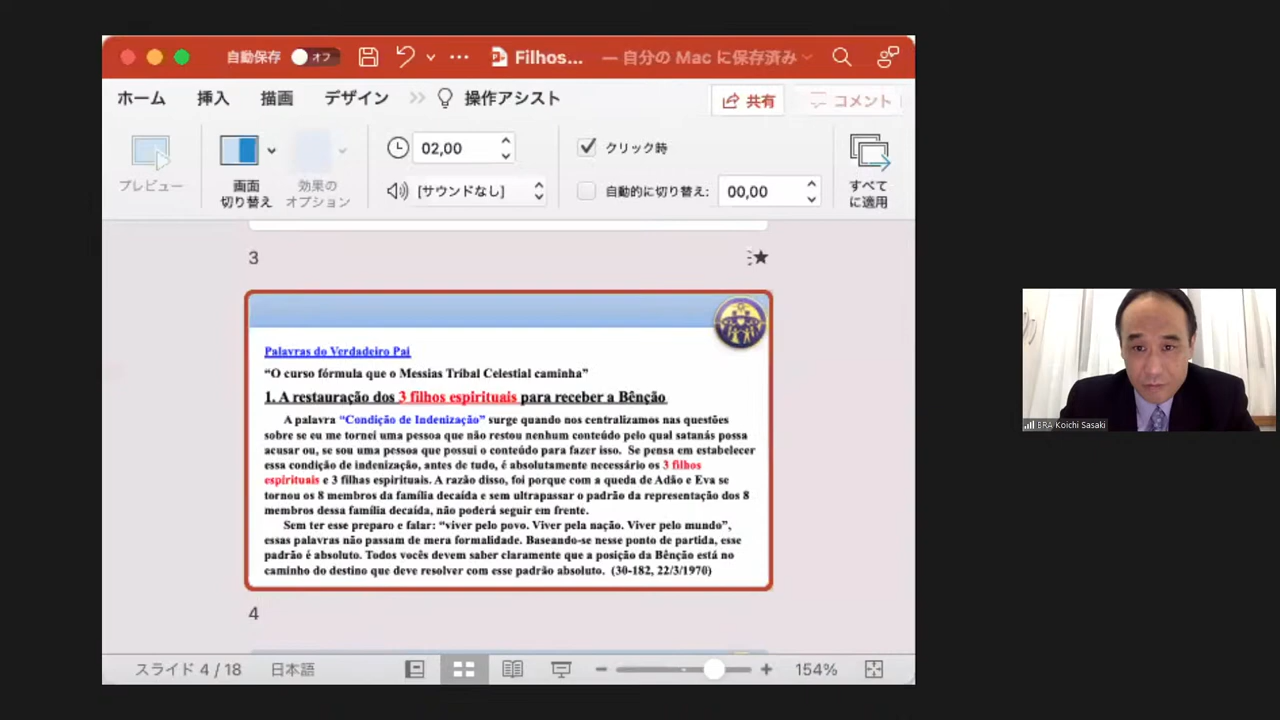 自動保存 オフ Filhos... — 自分の Mac に保存済み
ホーム 挿入 描画 デザイン 操作アシスト 共有 コメント
プレビュー
画面
切り替え
効果の
オプション
02,00
[サウンドなし]
クリック時
自動的に切り替え: 00,00
すべて
に適用
3
Palavras do Verdadeiro Pai
“O curso fórmula que o Messias Tribal Celestial caminha”
1. A restauração dos 3 filhos espirituais para receber a Bênção
A palavra “Condição de Indenização” surge quando nos centralizamos nas questões
sobre se eu me tornei uma pessoa que não restou nenhum conteúdo pelo qual satanás possa
acusar ou, se sou uma pessoa que possui o conteúdo para fazer isso. Se pensa em estabelecer
essa condição de indenização, antes de tudo, é absolutamente necessário os 3 filhos
espirituais e 3 filhas espirituais. A razão disso, foi porque com a queda de Adão e Eva se
tornou os 8 membros da família decaída e sem ultrapassar o padrão da representação dos 8
membros dessa família decaída, não poderá seguir em frente.
Sem ter esse preparo e falar: “viver pelo povo. Viver pela nação. Viver pelo mundo”,
essas palavras não passam de mera formalidade. Baseando-se nesse ponto de partida, esse
padrão é absoluto. Todos vocês devem saber claramente que a posição da Bênção está no
caminho do destino que deve resolver com esse padrão absoluto. (30-182, 22/3/1970)
4
スライド 4 / 18 日本語 154%
BRA Koichi Sasaki